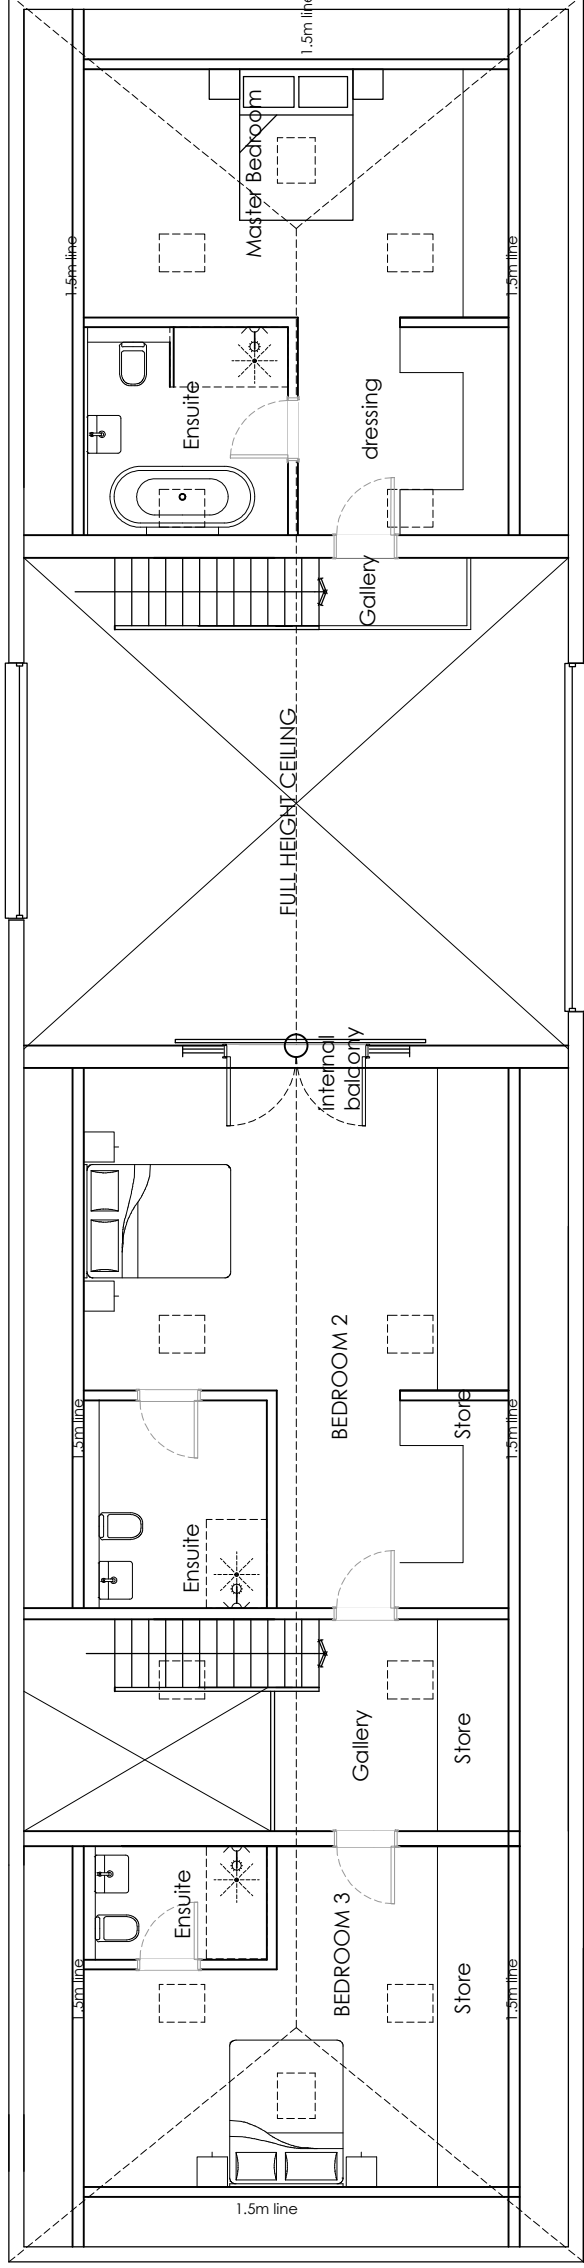 1.5m line
Master Bedroom
1.5m line
1.5m line
Ensuite
dressing
Gallery
FULL HEIGHT CEILING
internal
balcony
BEDROOM 2
1.5m line
Store
1.5m line
Ensuite
Gallery
Store
Ensuite
BEDROOM 3
1.5m line
Store
1.5m line
1.5m line